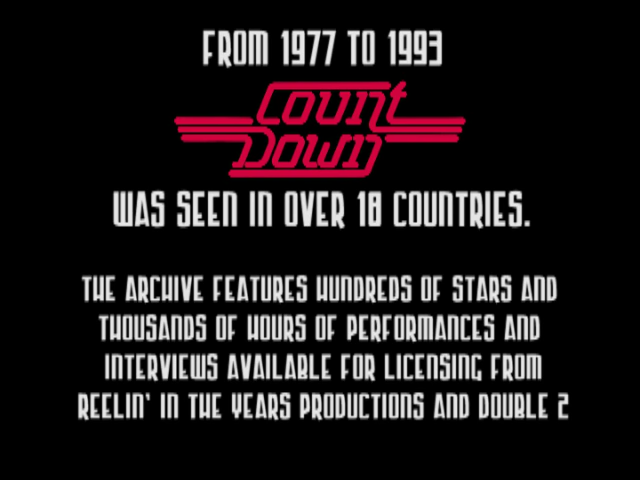 FROM 1977 TO 1993
Count
Down
WAS SEEN IN OVER 18 COUNTRIES.
THE ARCHIVE FEATURES HUNDREDS OF STARS AND
THOUSANDS OF HOURS OF PERFORMANCES AND
INTERVIEWS AVAILABLE FOR LICENSING FROM
REELIN' IN THE YEARS PRODUCTIONS AND DOUBLE 2